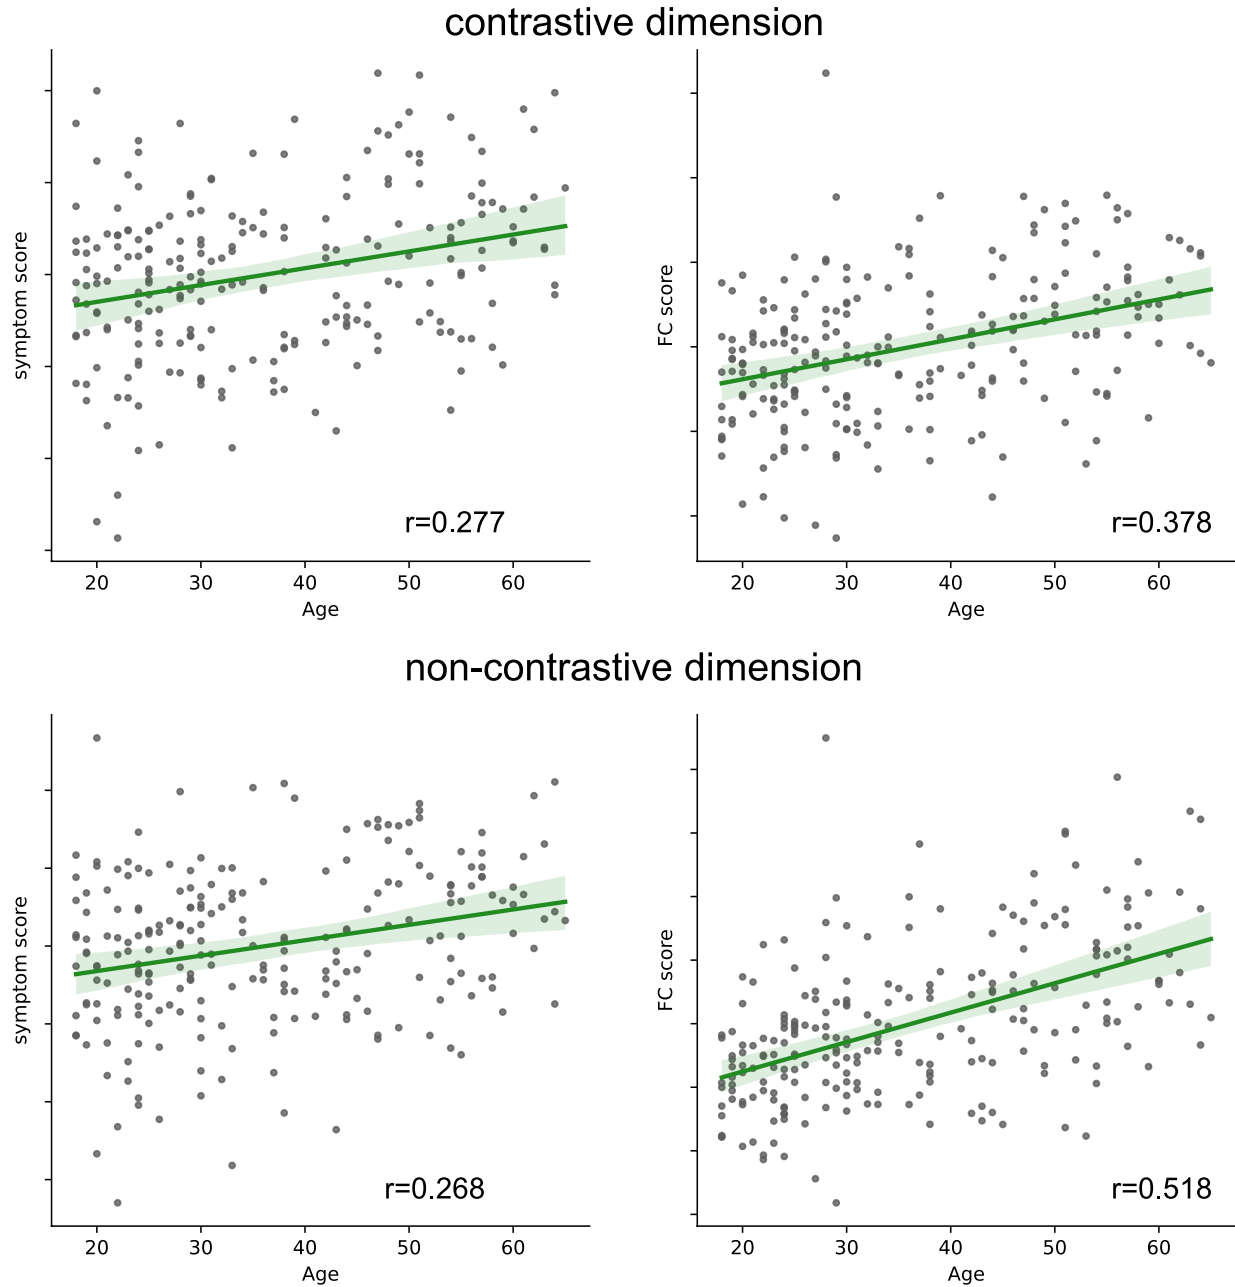 contrastive dimension
symptom score
r=0.277
20 30 40 50 60
Age
FC score
r=0.378
20 30 40 50 60
Age
non-contrastive dimension
symptom score
r=0.268
20 30 40 50 60
Age
FC score
r=0.518
20 30 40 50 60
Age